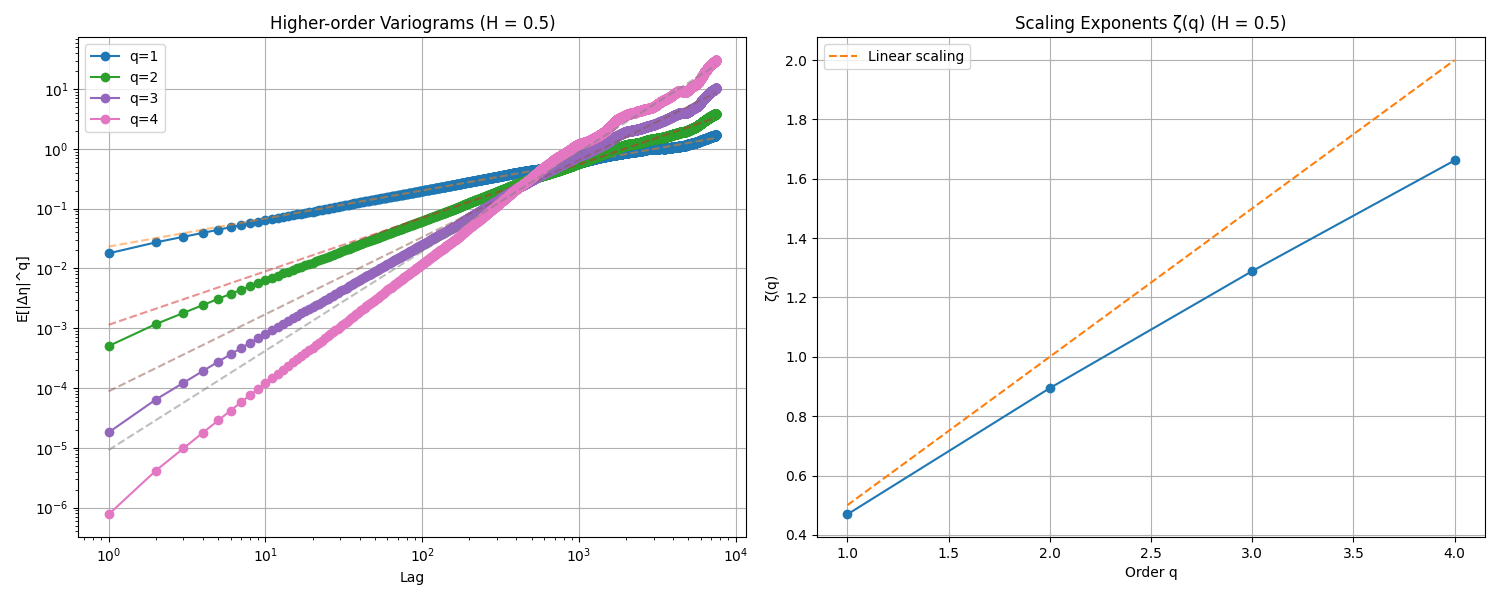 Higher-order Variograms (H = 0.5)
q=1
q=2
q=3
q=4
10¹
10⁰
10⁻¹
10⁻²
10⁻³
10⁻⁴
10⁻⁵
10⁻⁶
E[|Δη|^q]
10⁰
10¹
10²
10³
10⁴
Lag
Scaling Exponents ζ(q) (H = 0.5)
Linear scaling
2.0
1.8
1.6
1.4
1.2
1.0
0.8
0.6
0.4
ζ(q)
1.0
1.5
2.0
2.5
3.0
3.5
4.0
Order q